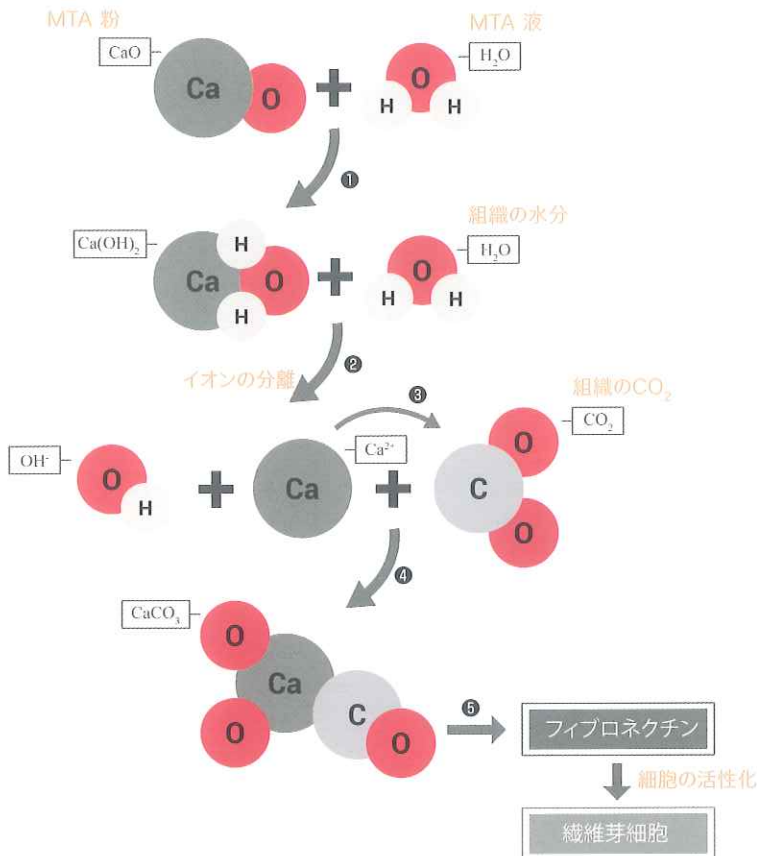 MTA 粉
MTA 液
CaO
H₂O
Ca
O
O
H
H
❶
組織の水分
Ca(OH)₂
H₂O
H
Ca
O
O
H
H
H
❷
イオンの分離
❸
組織のCO₂
CO₂
OH⁻
Ca²⁺
O
O
H
Ca
C
O
❹
CaCO₃
O
Ca
C
O
O
❺
フィブロネクチン
細胞の活性化
繊維芽細胞